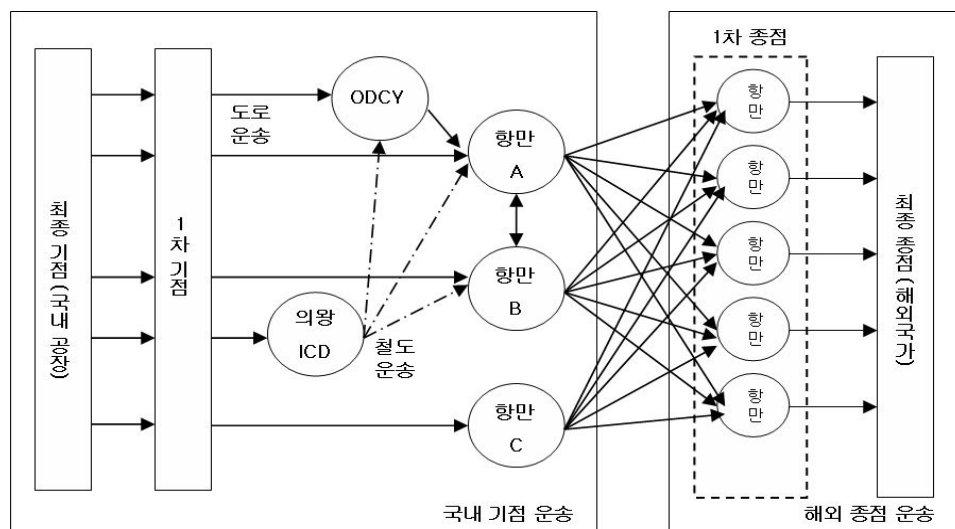 최종 기점(국내 공장)
1차 기점
도로
운송
ODCY
의왕
ICD
철도
운송
항만
A
항만
B
항만
C
국내 기점 운송
1차 종점
항
만
항
만
항
만
항
만
항
만
최종 종점(해외국가)
해외 종점 운송